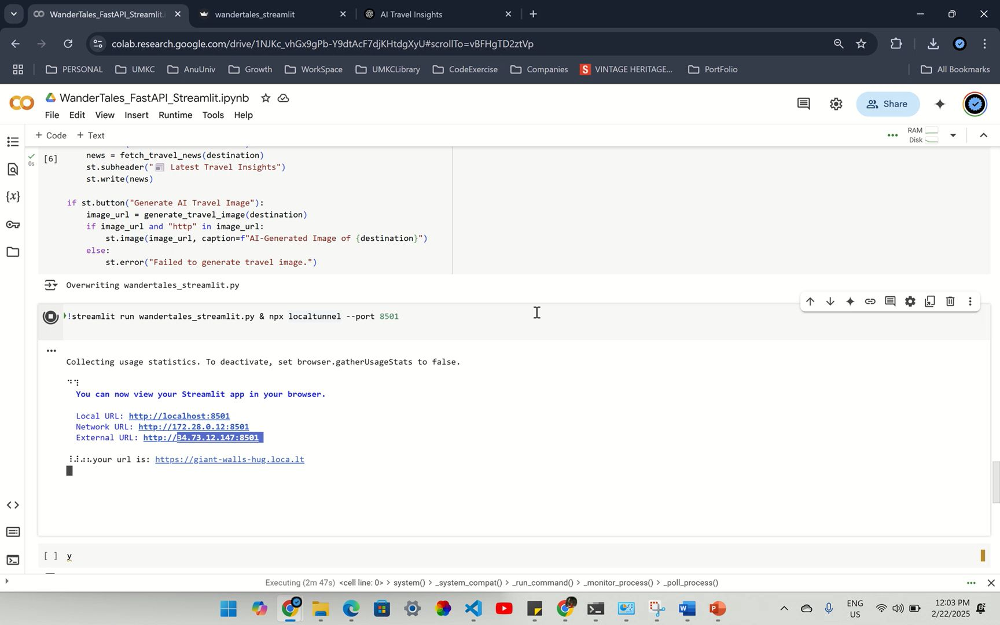 WanderTales_FastAPI_Streamlit.i
wandertales_streamlit
AI Travel Insights
colab.research.google.com/drive/1NJKc_vhGx9gPb-Y9dtAcF7djKHtdgXyU#scrollTo=vBFHgTD2ztVp
PERSONAL
UMKC
AnuUniv
Growth
WorkSpace
UMKCLibrary
CodeExercise
Companies
S VINTAGE HERITAGE...
PortFolio
All Bookmarks
WanderTales_FastAPI_Streamlit.ipynb
Share
File Edit View Insert Runtime Tools Help
+ Code + Text
RAM
Disk
0s
[6]
news = fetch_travel_news(destination)
st.subheader("📰 Latest Travel Insights")
st.write(news)
if st.button("Generate AI Travel Image"):
image_url = generate_travel_image(destination)
if image_url and "http" in image_url:
st.image(image_url, caption=f"AI-Generated Image of {destination}")
else:
st.error("Failed to generate travel image.")
Overwriting wandertales_streamlit.py
!streamlit run wandertales_streamlit.py & npx localtunnel --port 8501
Collecting usage statistics. To deactivate, set browser.gatherUsageStats to false.
You can now view your Streamlit app in your browser.
Local URL: http://localhost:8501
Network URL: http://172.28.0.12:8501
External URL: http://34.73.12.147:8501
your url is: https://giant-walls-hug.loca.lt
[ ] y
Executing (2m 47s) <cell line: 0> > system() > _system_compat() > _run_command() > _monitor_process() > _poll_process()
ENG
US
12:03 PM
2/22/2025